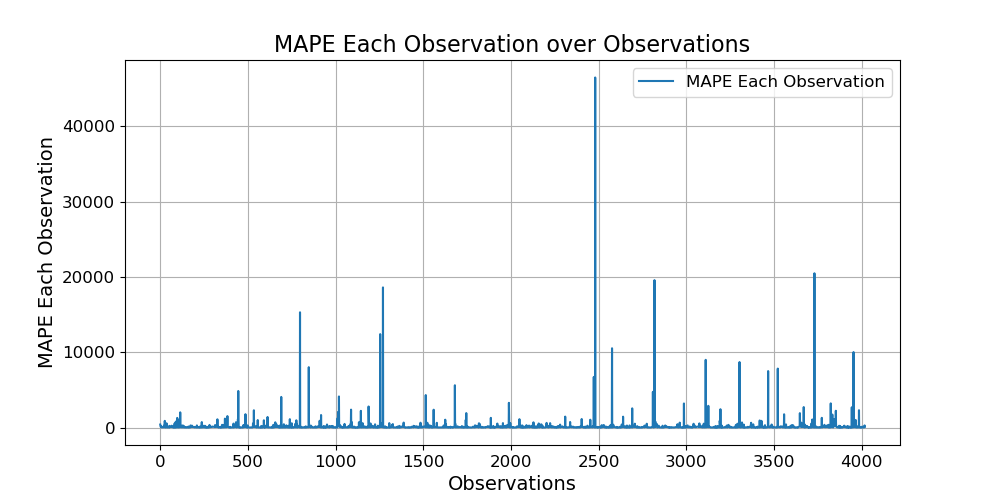 MAPE Each Observation over Observations
MAPE Each Observation
MAPE Each Observation
40000
30000
20000
10000
0
0 500 1000 1500 2000 2500 3000 3500 4000
Observations